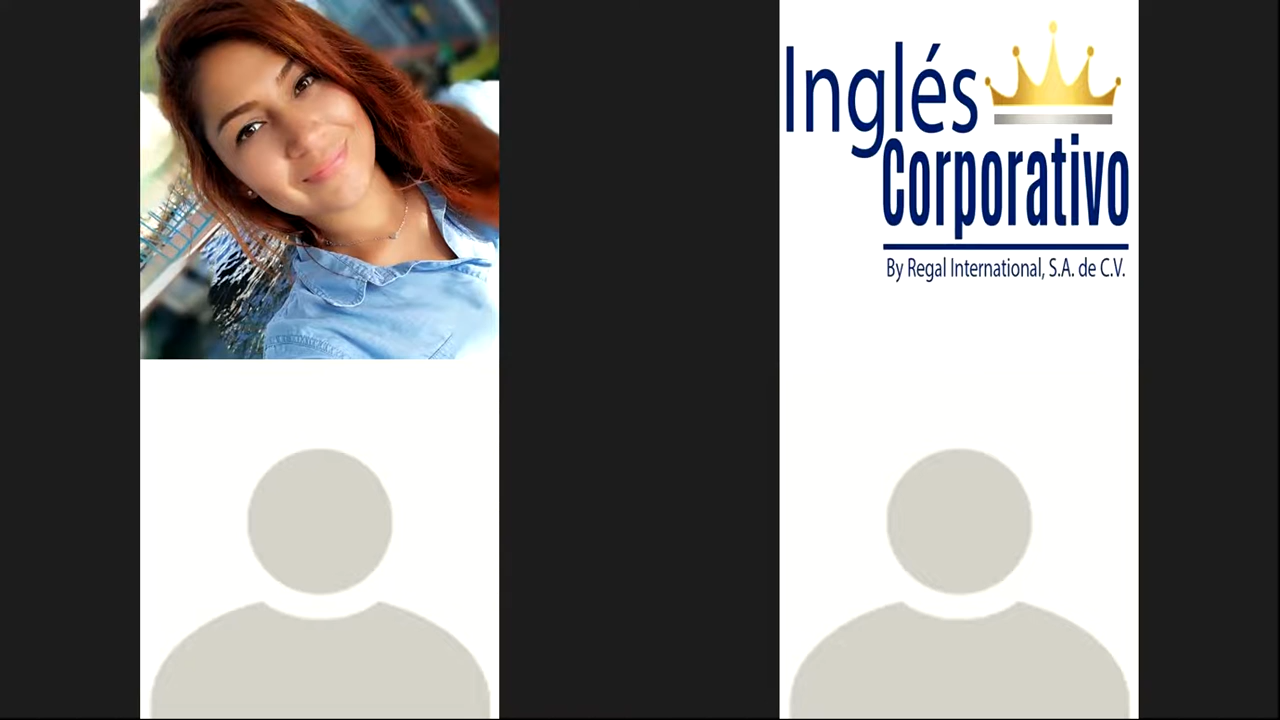 Inglés
Corporativo
By Regal International, S.A. de C.V.